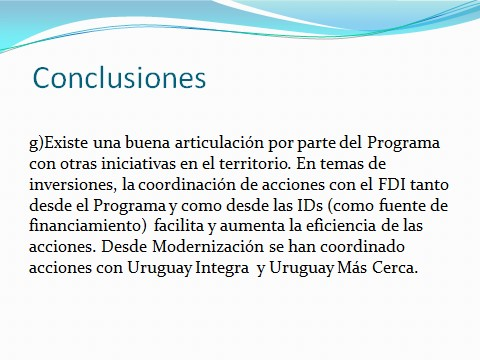 Conclusiones
g)Existe una buena articulación por parte del Programa
con otras iniciativas en el territorio. En temas de
inversiones, la coordinación de acciones con el FDI tanto
desde el Programa y como desde las IDs (como fuente de
financiamiento) facilita y aumenta la eficiencia de las
acciones. Desde Modernización se han coordinado
acciones con Uruguay Integra y Uruguay Más Cerca.